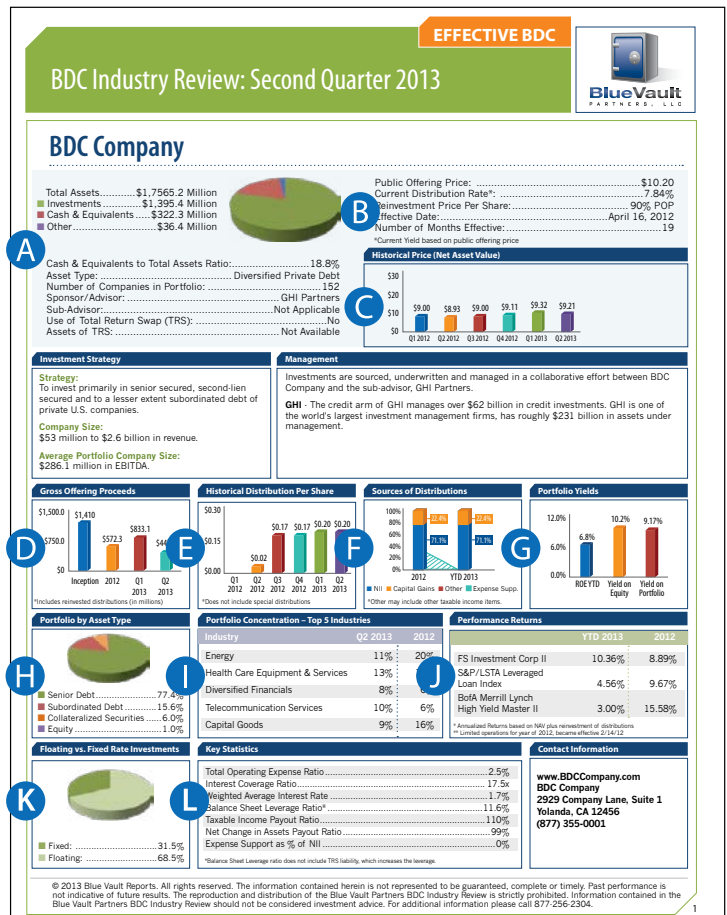 EFFECTIVE BDC
BDC Industry Review: Second Quarter 2013
BlueVault
PARTNERS, LLC
BDC Company
Total Assets............$1,7565.2 Million
Investments............$1,395.4 Million
Cash & Equivalents.....$322.3 Million
Other.......................$36.4 Million
A
Cash & Equivalents to Total Assets Ratio:..................18.8%
Asset Type: ............................Diversified Private Debt
Number of Companies in Portfolio: ...........................152
Sponsor/Advisor: ......................................GHI Partners
Sub-Advisor:..........................................Not Applicable
Use of Total Return Swap (TRS): ..............................No
Assets of TRS: .......................................Not Available
B
Public Offering Price: ...........................................$10.20
Current Distribution Rate*: ....................................7.84%
Reinvestment Price Per Share:..........................90% POP
Effective Date:..............................................April 16, 2012
Number of Months Effective:........................................19
*Current Yield based on public offering price
Historical Price (Net Asset Value)
C
$30
$20
$10
$0
$9.00 $8.93 $9.00 $9.11 $9.32 $9.21
Q1 2012 Q2 2012 Q3 2012 Q4 2012 Q1 2013 Q2 2013
Investment Strategy
Strategy:
To invest primarily in senior secured, second-lien
secured and to a lesser extent subordinated debt of
private U.S. companies.
Company Size:
$53 million to $2.6 billion in revenue.
Average Portfolio Company Size:
$286.1 million in EBITDA.
Management
Investments are sourced, underwritten and managed in a collaborative effort between BDC
Company and the sub-advisor, GHI Partners.
GHI - The credit arm of GHI manages over $62 billion in credit investments. GHI is one of
the world's largest investment management firms, has roughly $231 billion in assets under
management.
Gross Offering Proceeds
D
$1,500.0
$750.0
$0
$1,410
$572.3
$833.1
Inception 2012 Q1 2013 Q2 2013
*Includes reinvested distributions (in millions)
Historical Distribution Per Share
E
$0.30
$0.15
$0.00
$0.02 $0.17 $0.17 $0.20 $0.20
Q1 2012 Q2 2012 Q3 2012 Q4 2012 Q1 2013 Q2 2013
*Does not include special distributions
Sources of Distributions
F
100%
80%
60%
40%
20%
0%
22.4% 22.4%
71.1% 71.1%
2012 YTD 2013
NII Capital Gains Other Expense Supp.
*Other may include other taxable income items.
Portfolio Yields
G
12.0%
6.0%
0.0%
6.8% 10.2% 9.17%
ROE YTD Yield on Equity Yield on Portfolio
Portfolio by Asset Type
H
Senior Debt......................77.4%
Subordinated Debt ............15.6%
Collateralized Securities ......6.0%
Equity ..............................1.0%
Portfolio Concentration – Top 5 Industries
I
Industry Q2 2013 2012
Energy 11% 20%
Health Care Equipment & Services 13%
Diversified Financials 8%
Telecommunication Services 10% 6%
Capital Goods 9% 16%
Performance Returns
J
YTD 2013 2012
FS Investment Corp II 10.36% 8.89%
S&P/LSTA Leveraged
Loan Index 4.56% 9.67%
BofA Merrill Lynch
High Yield Master II 3.00% 15.58%
* Annualized Returns based on NAV plus reinvestment of distributions
** Limited operations for year of 2012, became effective 2/14/12
Floating vs. Fixed Rate Investments
K
Fixed: ..............................31.5%
Floating: ..........................68.5%
Key Statistics
L
Total Operating Expense Ratio.......................................2.5%
Interest Coverage Ratio...............................................17.5x
Weighted Average Interest Rate ....................................1.7%
Balance Sheet Leverage Ratio*....................................11.6%
Taxable Income Payout Ratio......................................110%
Net Change in Assets Payout Ratio...............................99%
Expense Support as % of NII..........................................0%
*Balance Sheet Leverage ratio does not include TRS liability, which increases the leverage.
Contact Information
www.BDCCompany.com
BDC Company
2929 Company Lane, Suite 1
Yolanda, CA 12456
(877) 355-0001
© 2013 Blue Vault Reports. All rights reserved. The information contained herein is not represented to be guaranteed, complete or timely. Past performance is
not indicative of future results. The reproduction and distribution of the Blue Vault Partners BDC Industry Review is strictly prohibited. Information contained in the
Blue Vault Partners BDC Industry Review should not be considered investment advice. For additional information please call 877-256-2304.
1